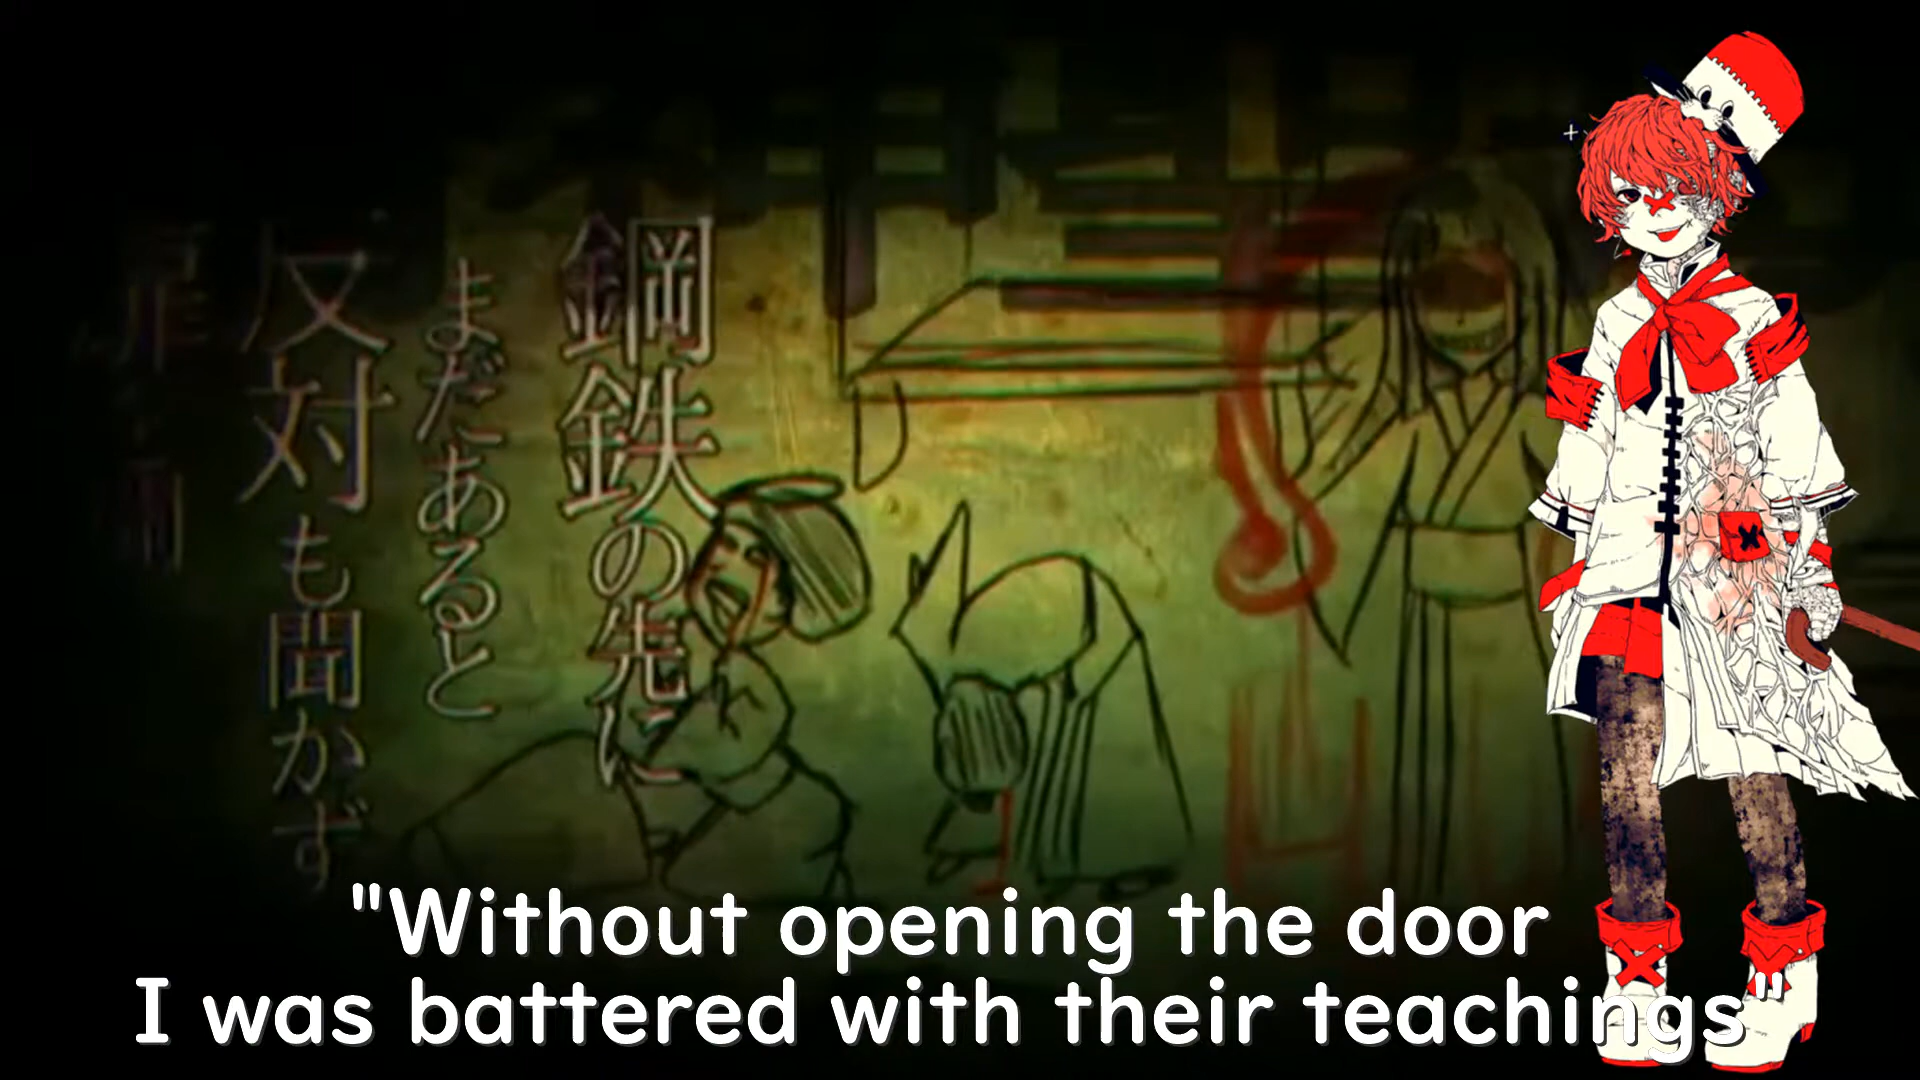 鋼鉄の先に
まだあると
反対も聞かず
"Without opening the door
I was battered with their teachings"